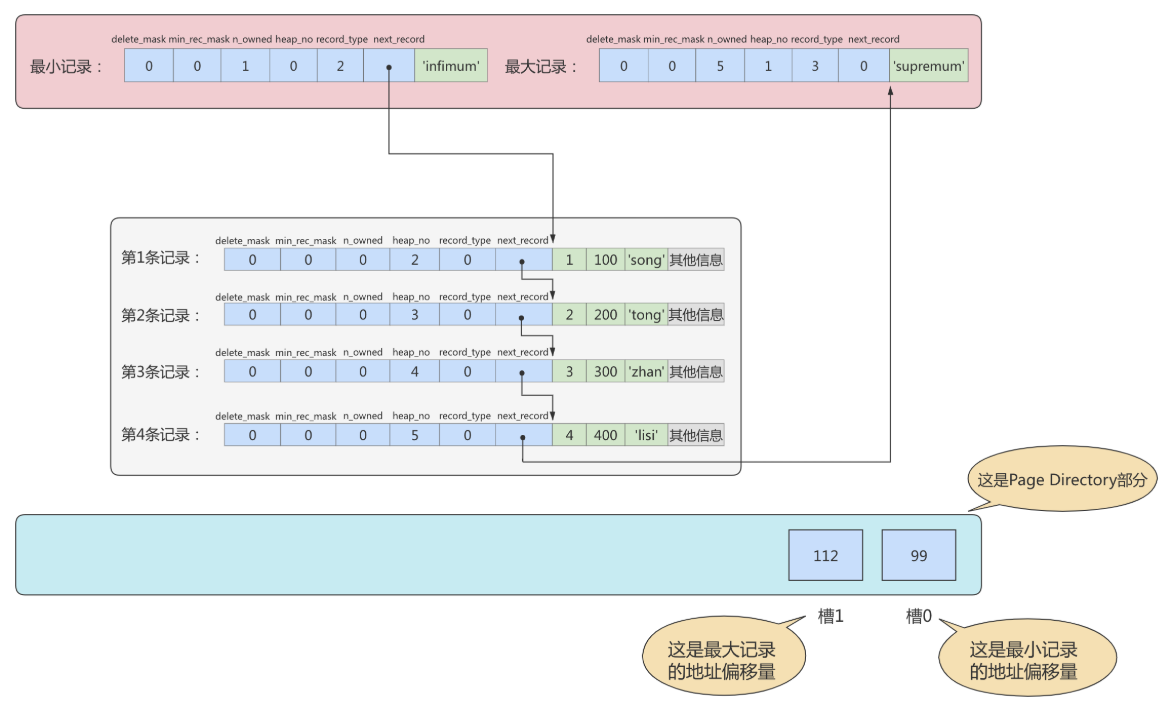 delete_mask min_rec_mask n_owned heap_no record_type next_record
最小记录： 0 0 1 0 2 'infimum'
delete_mask min_rec_mask n_owned heap_no record_type next_record
最大记录： 0 0 5 1 3 0 'supremum'
delete_mask min_rec_mask n_owned heap_no record_type next_record
第1条记录： 0 0 0 2 0 1 100 'song' 其他信息
delete_mask min_rec_mask n_owned heap_no record_type next_record
第2条记录： 0 0 0 3 0 2 200 'tong' 其他信息
delete_mask min_rec_mask n_owned heap_no record_type next_record
第3条记录： 0 0 0 4 0 3 300 'zhan' 其他信息
delete_mask min_rec_mask n_owned heap_no record_type next_record
第4条记录： 0 0 0 5 0 4 400 'lisi' 其他信息
这是Page Directory部分
112 99
槽1 槽0
这是最大记录
的地址偏移量
这是最小记录
的地址偏移量